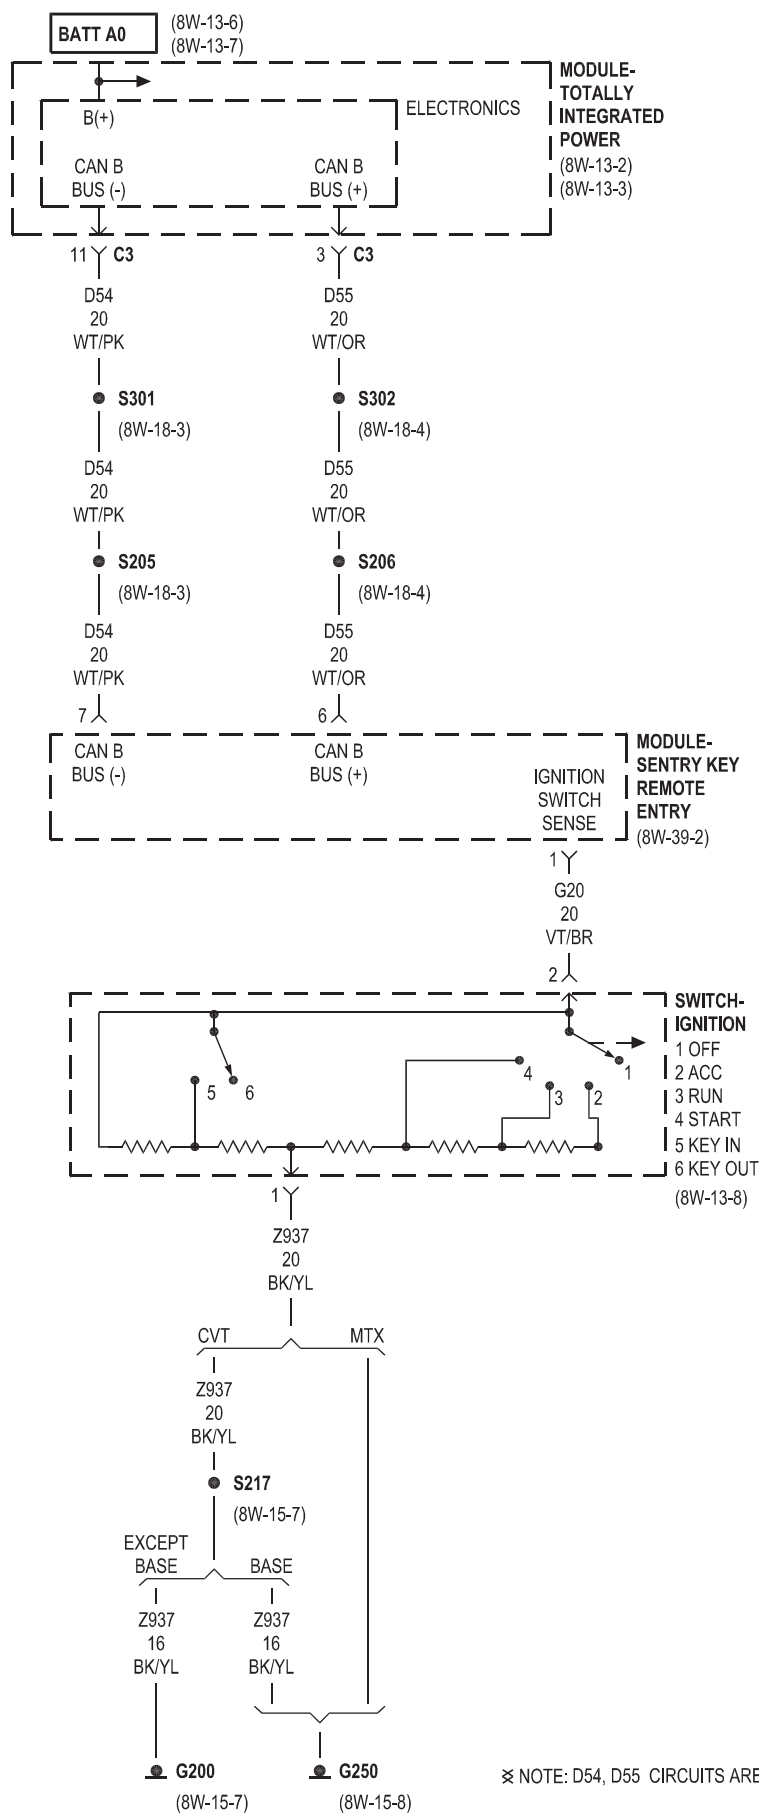 BATT A0
(8W-13-6)
(8W-13-7)
MODULE-
TOTALLY
INTEGRATED
POWER
(8W-13-2)
(8W-13-3)
ELECTRONICS
B(+)
CAN B
BUS (-)
CAN B
BUS (+)
11 C3
3 C3
D54
20
WT/PK
D55
20
WT/OR
S301
(8W-18-3)
S302
(8W-18-4)
D54
20
WT/PK
D55
20
WT/OR
S205
(8W-18-3)
S206
(8W-18-4)
D54
20
WT/PK
D55
20
WT/OR
7
6
CAN B
BUS (-)
CAN B
BUS (+)
IGNITION
SWITCH
SENSE
MODULE-
SENTRY KEY
REMOTE
ENTRY
(8W-39-2)
1
G20
20
VT/BR
2
SWITCH-
IGNITION
1 OFF
2 ACC
3 RUN
4 START
5 KEY IN
6 KEY OUT
(8W-13-8)
5
6
4
3
2
1
1
Z937
20
BK/YL
CVT
MTX
Z937
20
BK/YL
S217
(8W-15-7)
EXCEPT
BASE
BASE
Z937
16
BK/YL
Z937
16
BK/YL
G200
(8W-15-7)
G250
(8W-15-8)
NOTE: D54, D55 CIRCUITS ARE